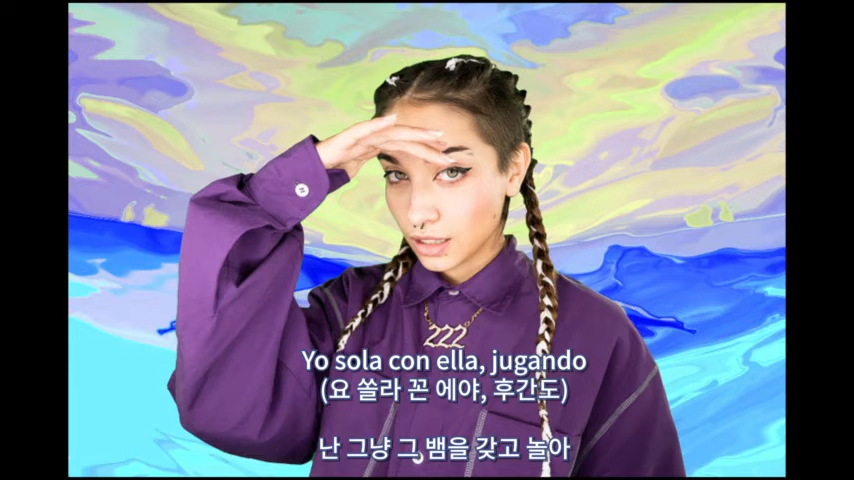 222
Yo sola con ella, jugando
(요 쏠라 꼰 에야, 후간도)
난 그냥 그 뱀을 갖고 놀아